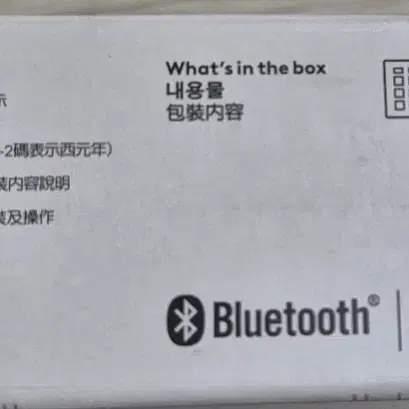 What's in the box
내용물
包裝內容
示
-2碼表示西元年）
裝內容說明
裝及操作
Bluetooth®